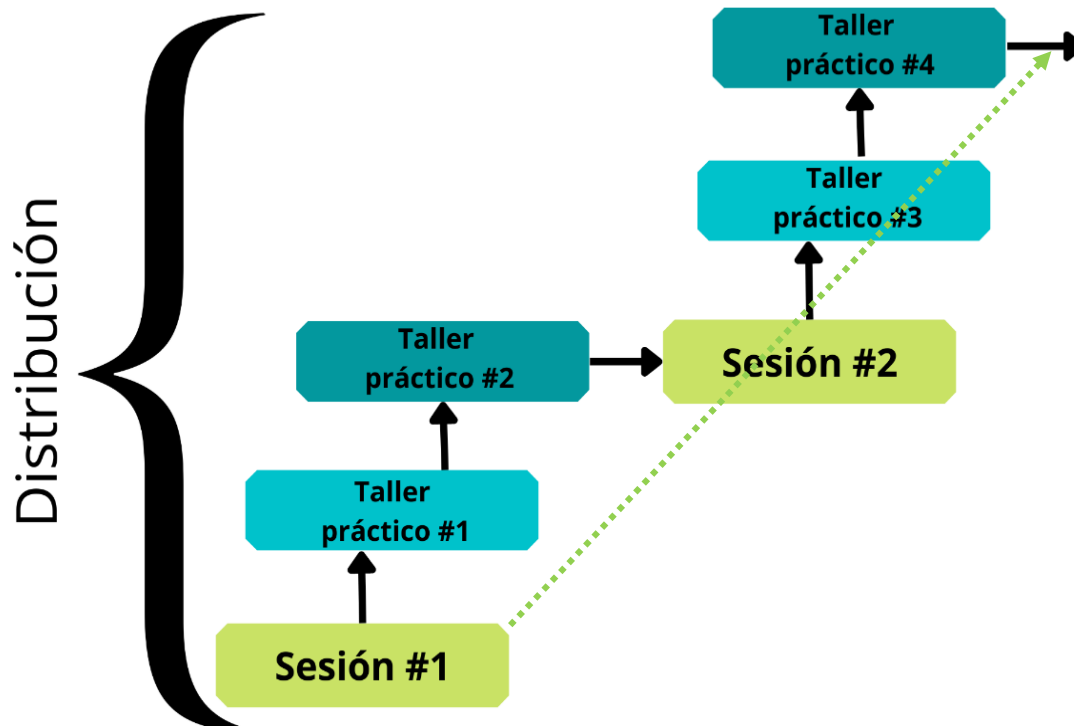 Distribución
Taller
práctico #4
Taller
práctico #3
Taller
práctico #2
Sesión #2
Taller
práctico #1
Sesión #1